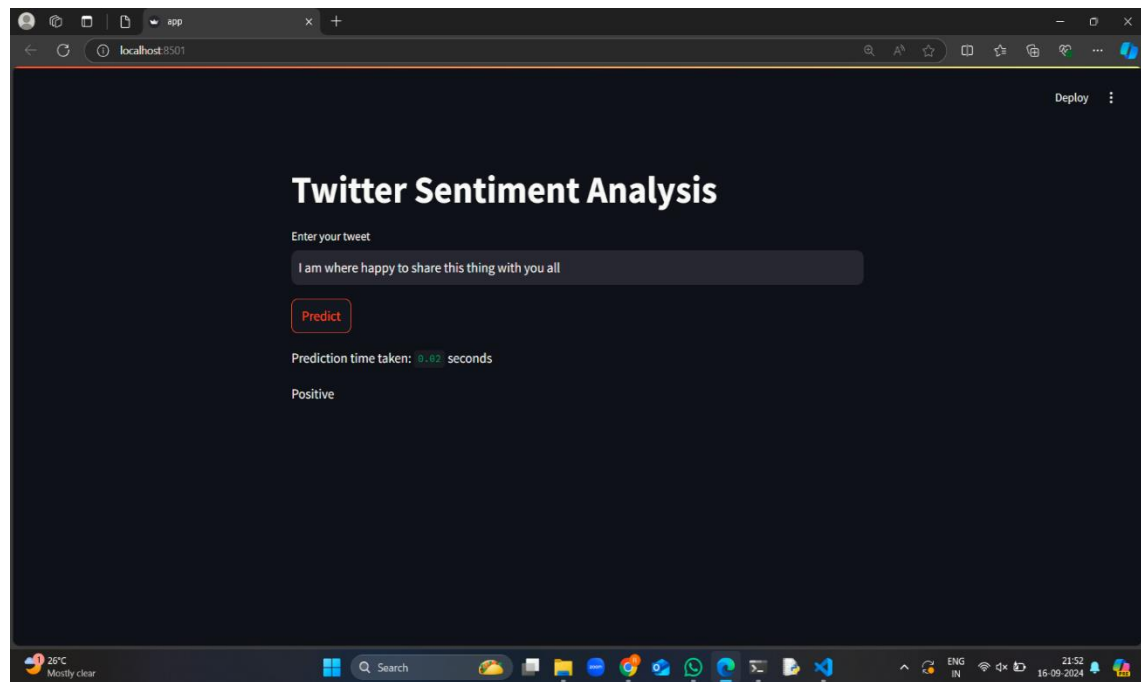 app
localhost:8501
Deploy
Twitter Sentiment Analysis
Enter your tweet
I am where happy to share this thing with you all
Predict
Prediction time taken: 0.02 seconds
Positive
1
26°C
Mostly clear
Search
zoom
ENG
IN
21:52
16-09-2024